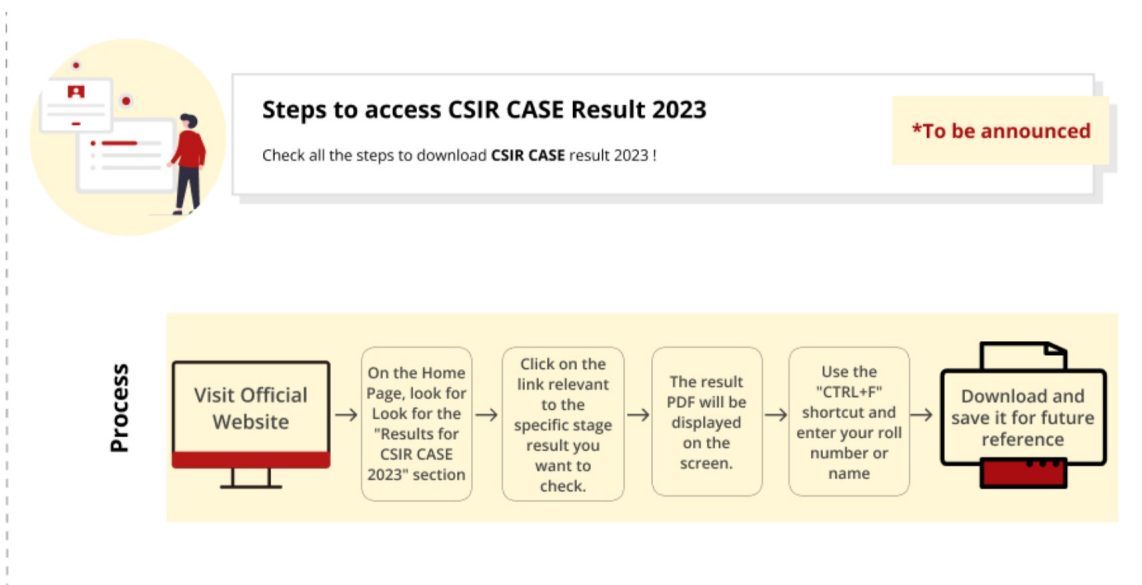 Steps to access CSIR CASE Result 2023
*To be announced
Check all the steps to download CSIR CASE result 2023 !
Process
Visit Official
Website
On the Home
Page, look for
Look for the
"Results for
CSIR CASE
2023" section
Click on the
link relevant
to the
specific stage
result you
want to
check.
The result
PDF will be
displayed
on the
screen.
Use the
"CTRL+F"
shortcut and
enter your roll
number or
name
Download and
save it for future
reference